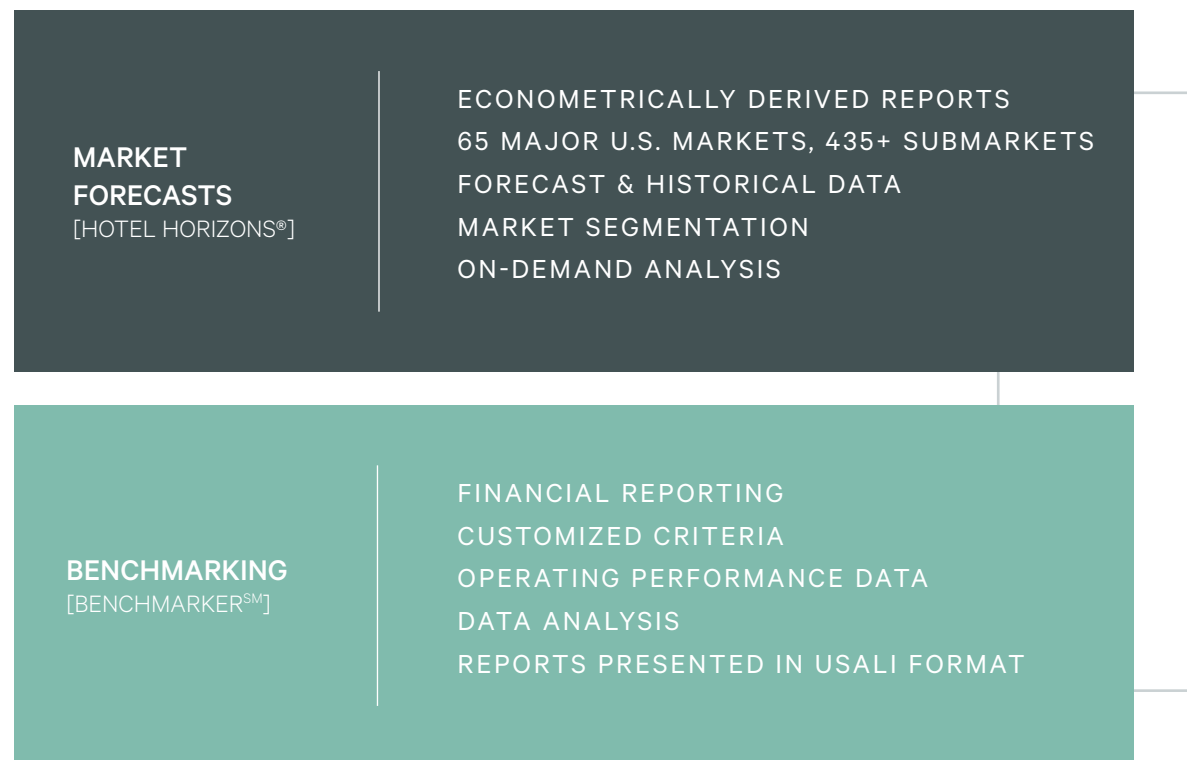 MARKET
FORECASTS
[HOTEL HORIZONS®]
ECONOMETRICALLY DERIVED REPORTS
65 MAJOR U.S. MARKETS, 435+ SUBMARKETS
FORECAST & HISTORICAL DATA
MARKET SEGMENTATION
ON-DEMAND ANALYSIS
BENCHMARKING
[BENCHMARKER℠]
FINANCIAL REPORTING
CUSTOMIZED CRITERIA
OPERATING PERFORMANCE DATA
DATA ANALYSIS
REPORTS PRESENTED IN USALI FORMAT